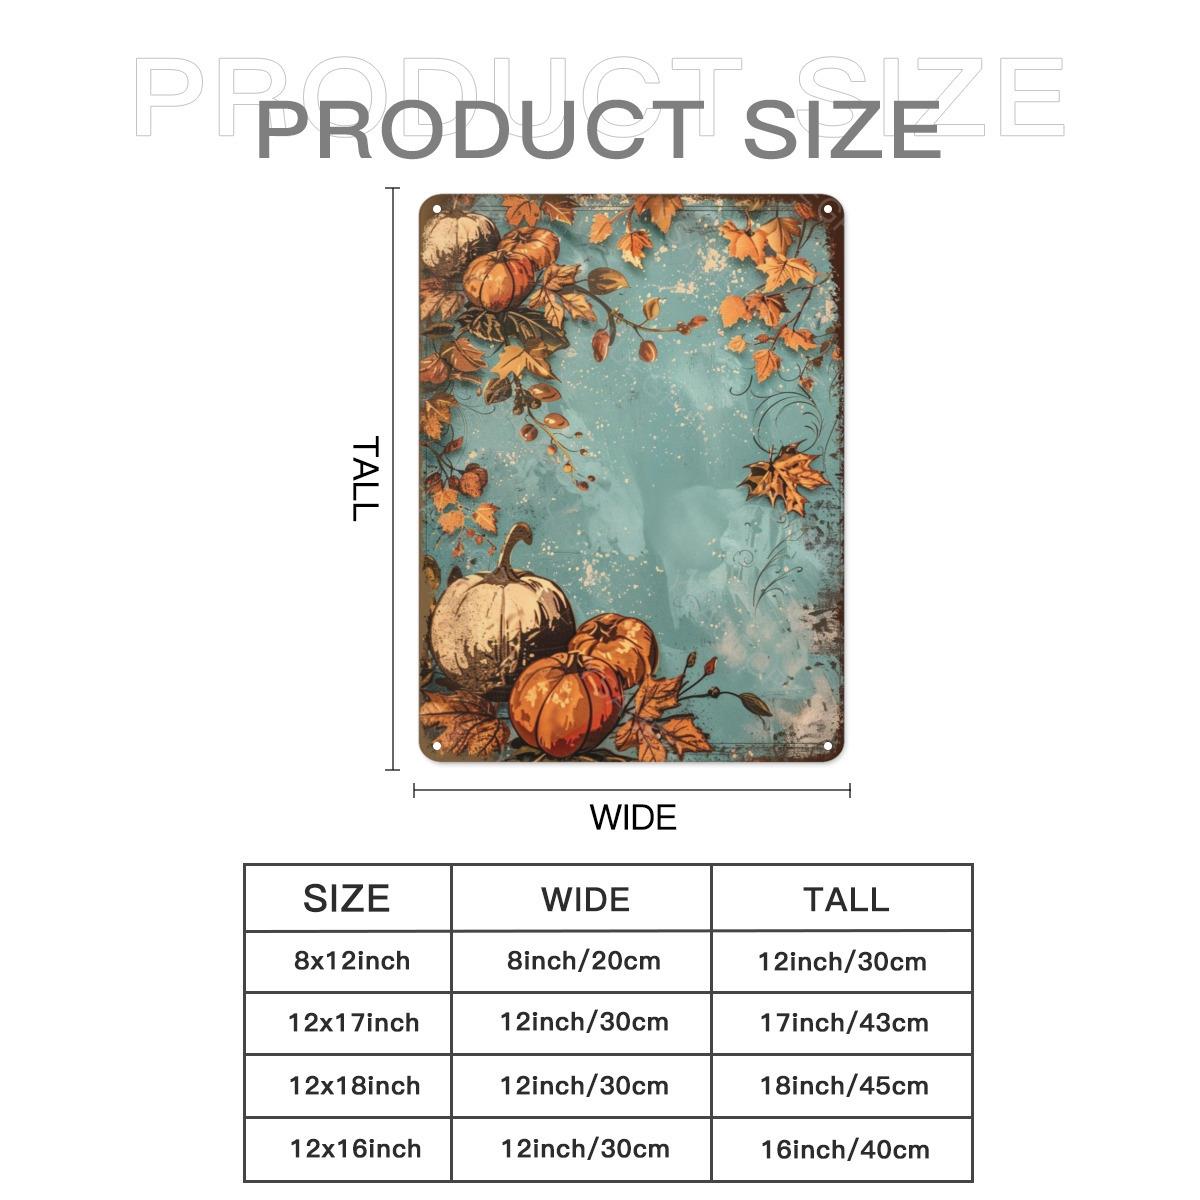 PRODUCT SIZE
PRODUCT SIZE
TALL
WIDE
SIZE WIDE TALL
8x12inch 8inch/20cm 12inch/30cm
12x17inch 12inch/30cm 17inch/43cm
12x18inch 12inch/30cm 18inch/45cm
12x16inch 12inch/30cm 16inch/40cm